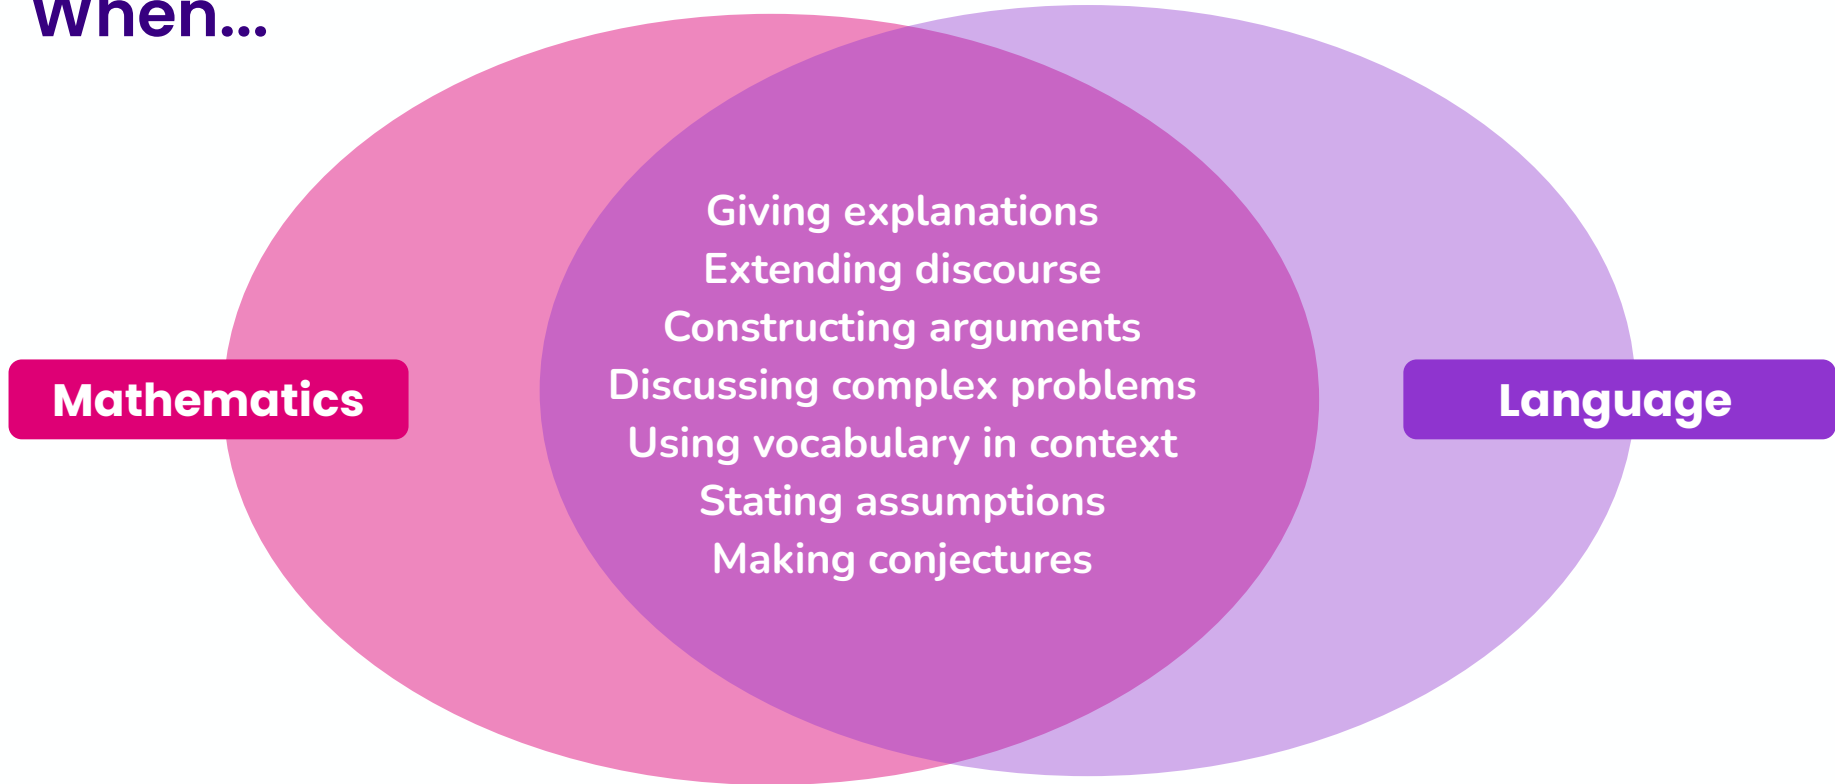 When...
Giving explanations
Extending discourse
Constructing arguments
Mathematics
Discussing complex problems
Language
Using vocabulary in context
Stating assumptions
Making conjectures